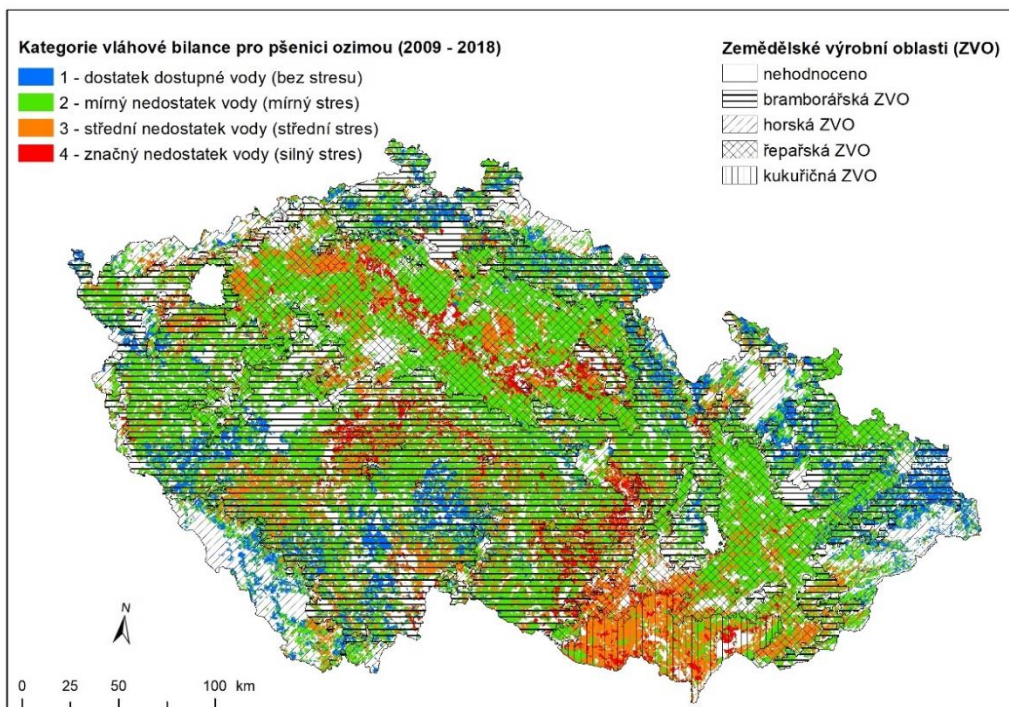 Kategorie vláhové bilance pro pšenici ozimou (2009 - 2018)
1 - dostatek dostupné vody (bez stresu)
2 - mírný nedostatek vody (mírný stres)
3 - střední nedostatek vody (střední stres)
4 - značný nedostatek vody (silný stres)
Zemědělské výrobní oblasti (ZVO)
nehodnoceno
bramborářská ZVO
horská ZVO
řepařská ZVO
kukuřičná ZVO
N
0 25 50 100 km